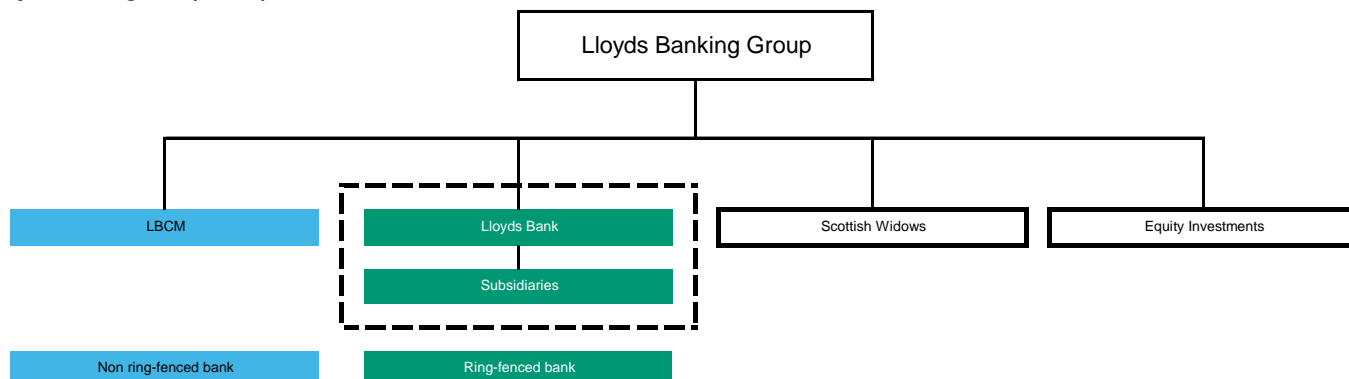 Lloyds Banking Group
LBCM
Lloyds Bank
Scottish Widows
Equity Investments
Subsidiaries
Non ring-fenced bank
Ring-fenced bank